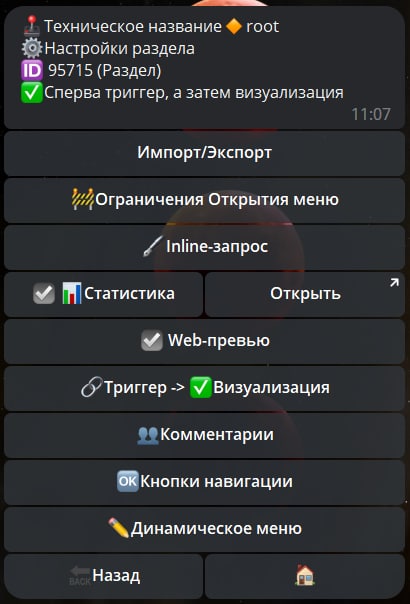 🕹Техническое название🔸root
⚙️Настройки раздела
🆔 95715 (Раздел)
✅Сперва триггер, а затем визуализация
11:07
Импорт/Экспорт
🚧Ограничения Открытия меню
🖌Inline-запрос
☑️ 📊Статистика
Открыть
☑️ Web-превью
🔗Триггер -> ✅Визуализация
👥Комментарии
🆗Кнопки навигации
✏️Динамическое меню
🔙Назад
🏠